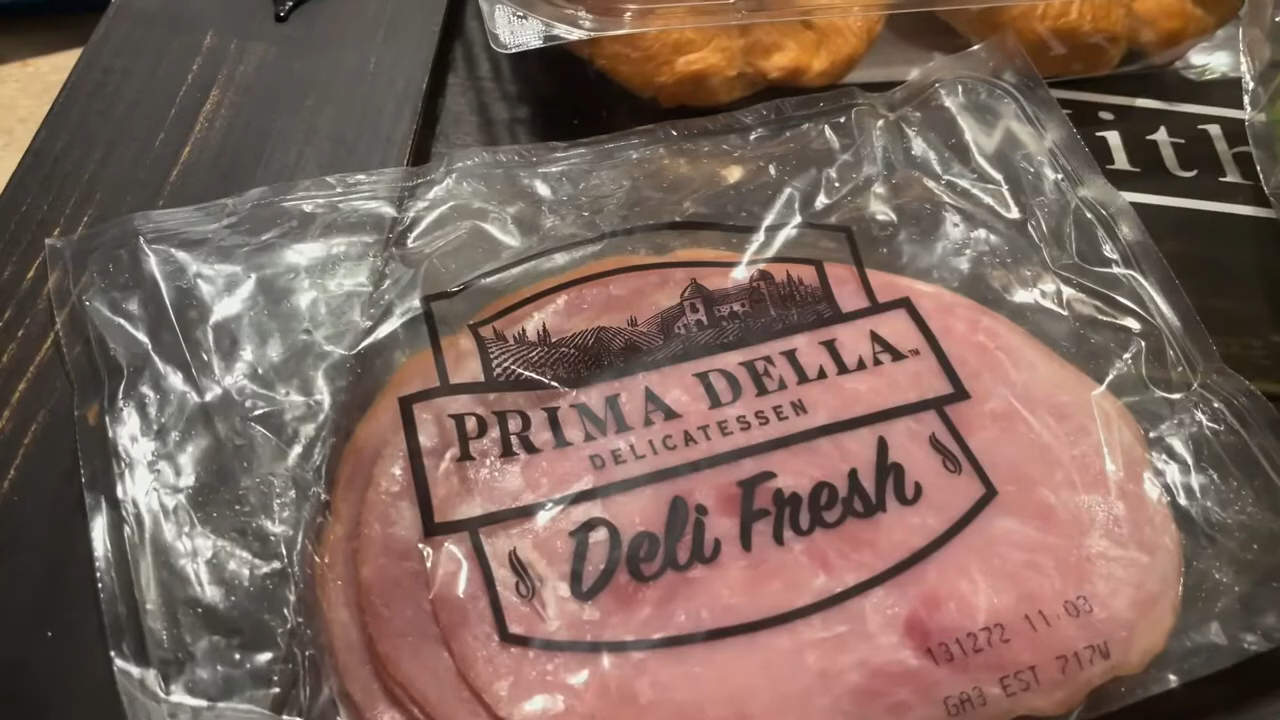 ith
PRIMA DELLA™
DELICATESSEN
Deli Fresh
131272 11:03
GA3 EST 717W